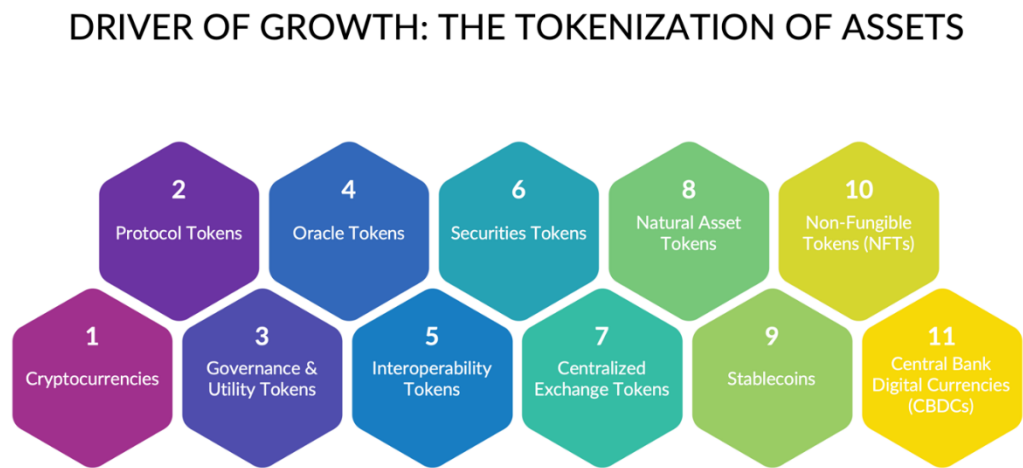 DRIVER OF GROWTH: THE TOKENIZATION OF ASSETS
1
Cryptocurrencies
2
Protocol Tokens
3
Governance &
Utility Tokens
4
Oracle Tokens
5
Interoperability
Tokens
6
Securities Tokens
7
Centralized
Exchange Tokens
8
Natural Asset
Tokens
9
Stablecoins
10
Non-Fungible
Tokens (NFTs)
11
Central Bank
Digital Currencies
(CBDCs)